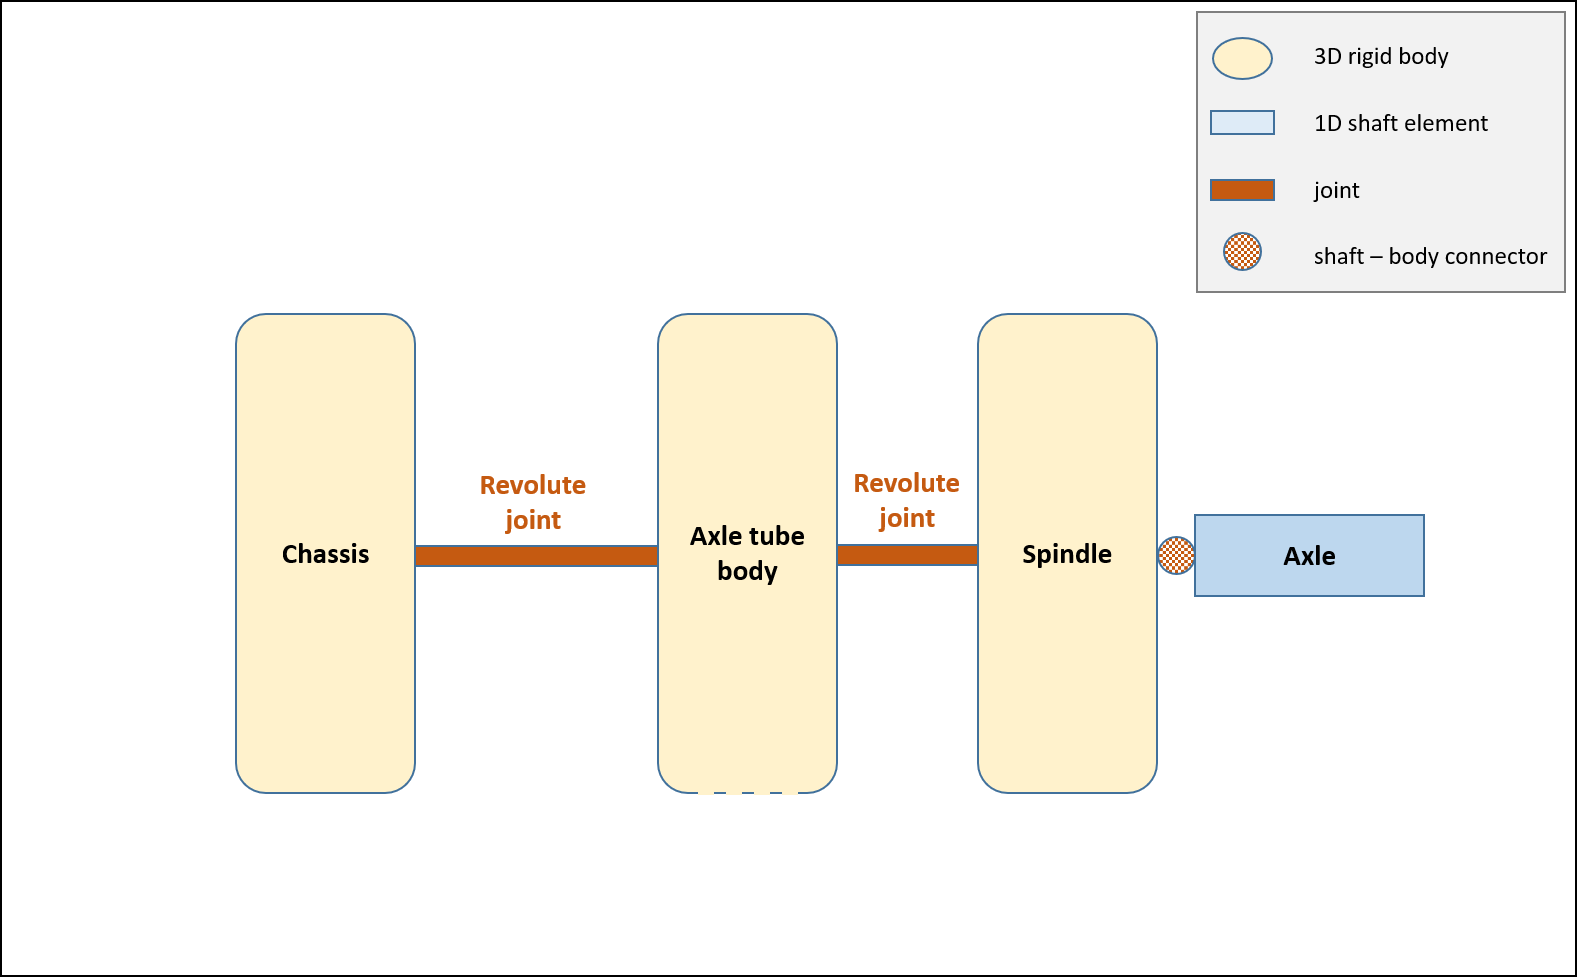 3D rigid body
1D shaft element
joint
shaft – body connector
Revolute
joint
Revolute
joint
Chassis
Axle tube
body
Spindle
Axle